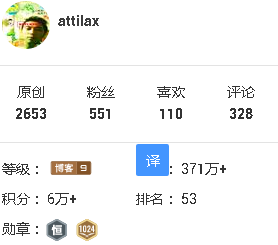 attilax
原创 粉丝 喜欢 评论
2653 551 110 328
等级： 博客 9 译 ：371万+
积分：6万+ 排名：53
勋章： 恒 1024